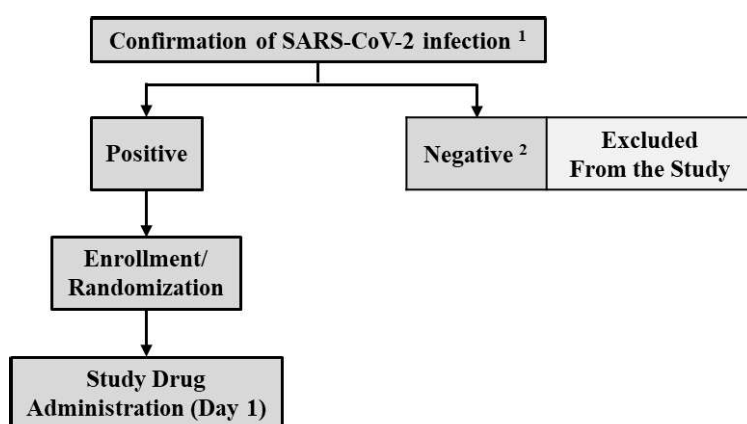 Confirmation of SARS-CoV-2 infection 1
Positive
Negative 2
Excluded
From the Study
Enrollment/
Randomization
Study Drug
Administration (Day 1)